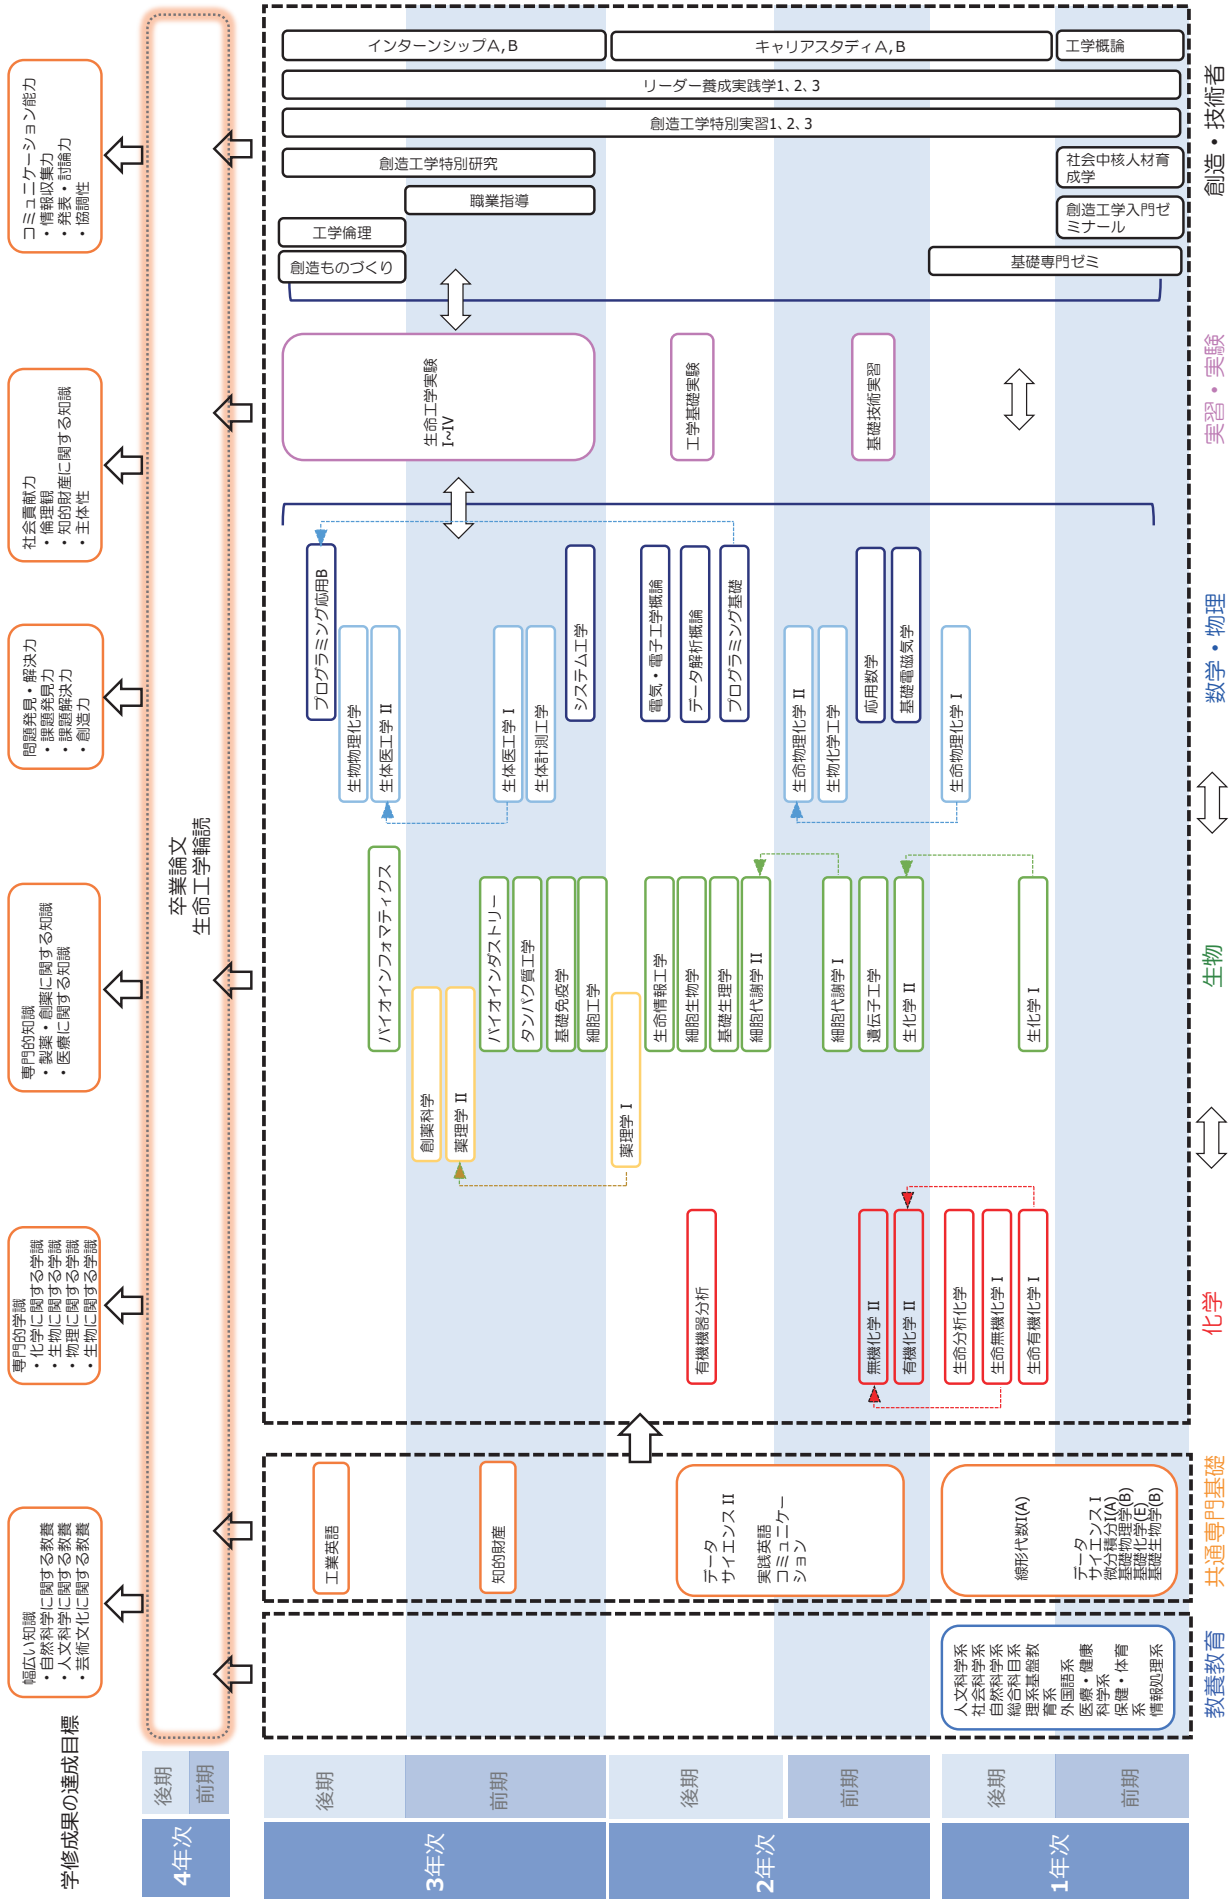 学修成果の達成目標
幅広い知識
・自然科学に関する教養
・人文科学に関する教養
・芸術文化に関する教養
専門的学識
・化学に関する学識
・生物に関する学識
・物理に関する学識
・生物に関する学識
専門的知識
・製薬・創薬に関する知識
・医療に関する知識
問題発見・解決力
・課題発見力
・課題解決力
・創造力
社会貢献力
・倫理観
・知的財産に関する知識
・主体性
コミュニケーション能力
・情報収集力
・発表・討論力
・協調性
4年次
後期
前期
卒業論文
生命工学輪読
3年次
後期
前期
2年次
後期
前期
1年次
後期
前期
工業英語
知的財産
データ
サイエンス II
実践英語
コミュニケー
ション
線形代数I(A)
データ
サイエンス I
微分積分I(A)
基礎物理学(B)
基礎化学(E)
基礎生物学(B)
人文科学系
社会科学系
自然科学系
総合科目系
理系基盤教
育系
外国語系
医療・健康
科学系
保健・体育
系
情報処理系
有機機器分析
無機化学 II
有機化学 II
生命分析化学
生命無機化学 I
生命有機化学 I
創薬科学
薬理学 II
薬理学 I
バイオインフォマティクス
バイオインダストリー
タンパク質工学
基礎免疫学
細胞工学
生命情報工学
細胞生物学
基礎生理学
細胞代謝学 II
細胞代謝学 I
遺伝子工学
生化学 II
生化学 I
プログラミング応用B
生物物理化学
生体医工学 II
生体医工学 I
生体計測工学
システム工学
電気・電子工学概論
データ解析概論
プログラミング基礎
生命物理化学 II
生物化学工学
応用数学
基礎電磁気学
生命物理化学 I
生命工学実験
I~IV
工学基礎実験
基礎技術実習
インターンシップA, B
キャリアスタディA, B
工学概論
リーダー養成実践学1、2、3
創造工学特別実習1、2、3
創造工学特別研究
社会中核人材育
成学
職業指導
創造工学入門ゼ
ミナール
工学倫理
創造ものづくり
基礎専門ゼミ
教養教育
共通専門基礎
化学
生物
数学・物理
実習・実験
創造・技術者